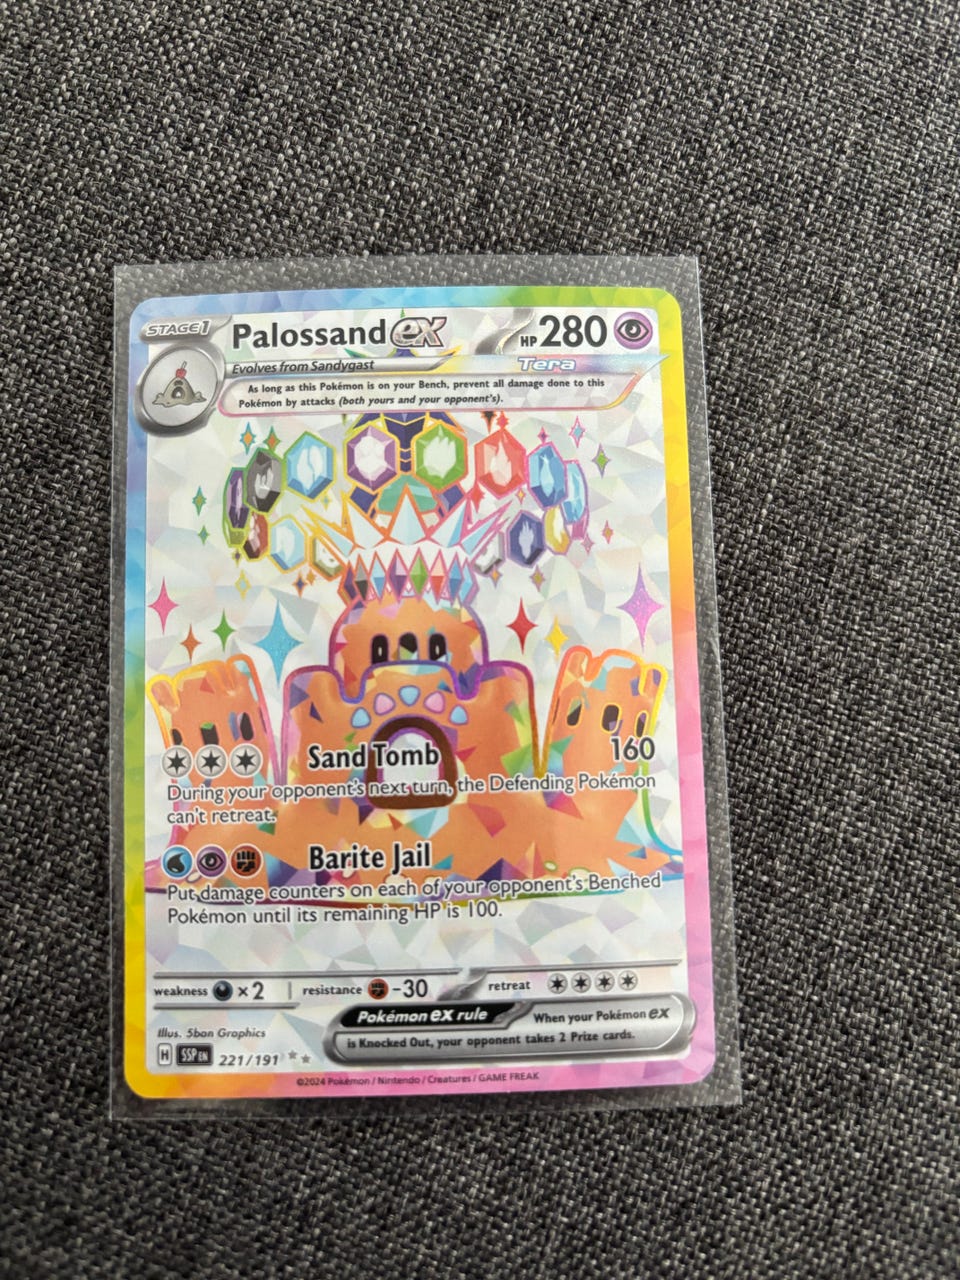 STAGE1 Palossand ex HP 280
Evolves from Sandygast Tera
As long as this Pokémon is on your Bench, prevent all damage done to this
Pokémon by attacks (both yours and your opponent's).
Sand Tomb 160
During your opponent's next turn, the Defending Pokémon
can't retreat.
Barite Jail
Put damage counters on each of your opponent's Benched
Pokémon until its remaining HP is 100.
weakness ×2 resistance -30 retreat
Pokémon ex rule When your Pokémon ex
is Knocked Out, your opponent takes 2 Prize cards.
Illus. 5ban Graphics
H SSP EN 221/191
©2024 Pokémon / Nintendo / Creatures / GAME FREAK